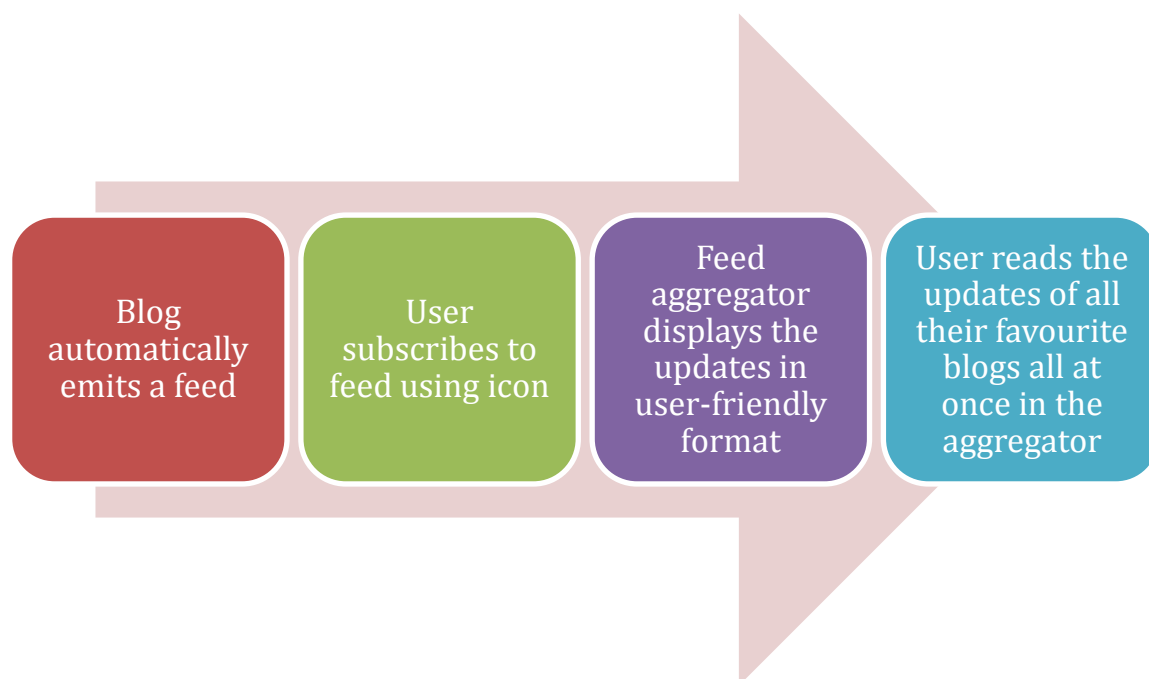 Blog
automatically
emits a feed
User
subscribes to
feed using icon
Feed
aggregator
displays the
updates in
user-friendly
format
User reads the
updates of all
their favourite
blogs all at
once in the
aggregator